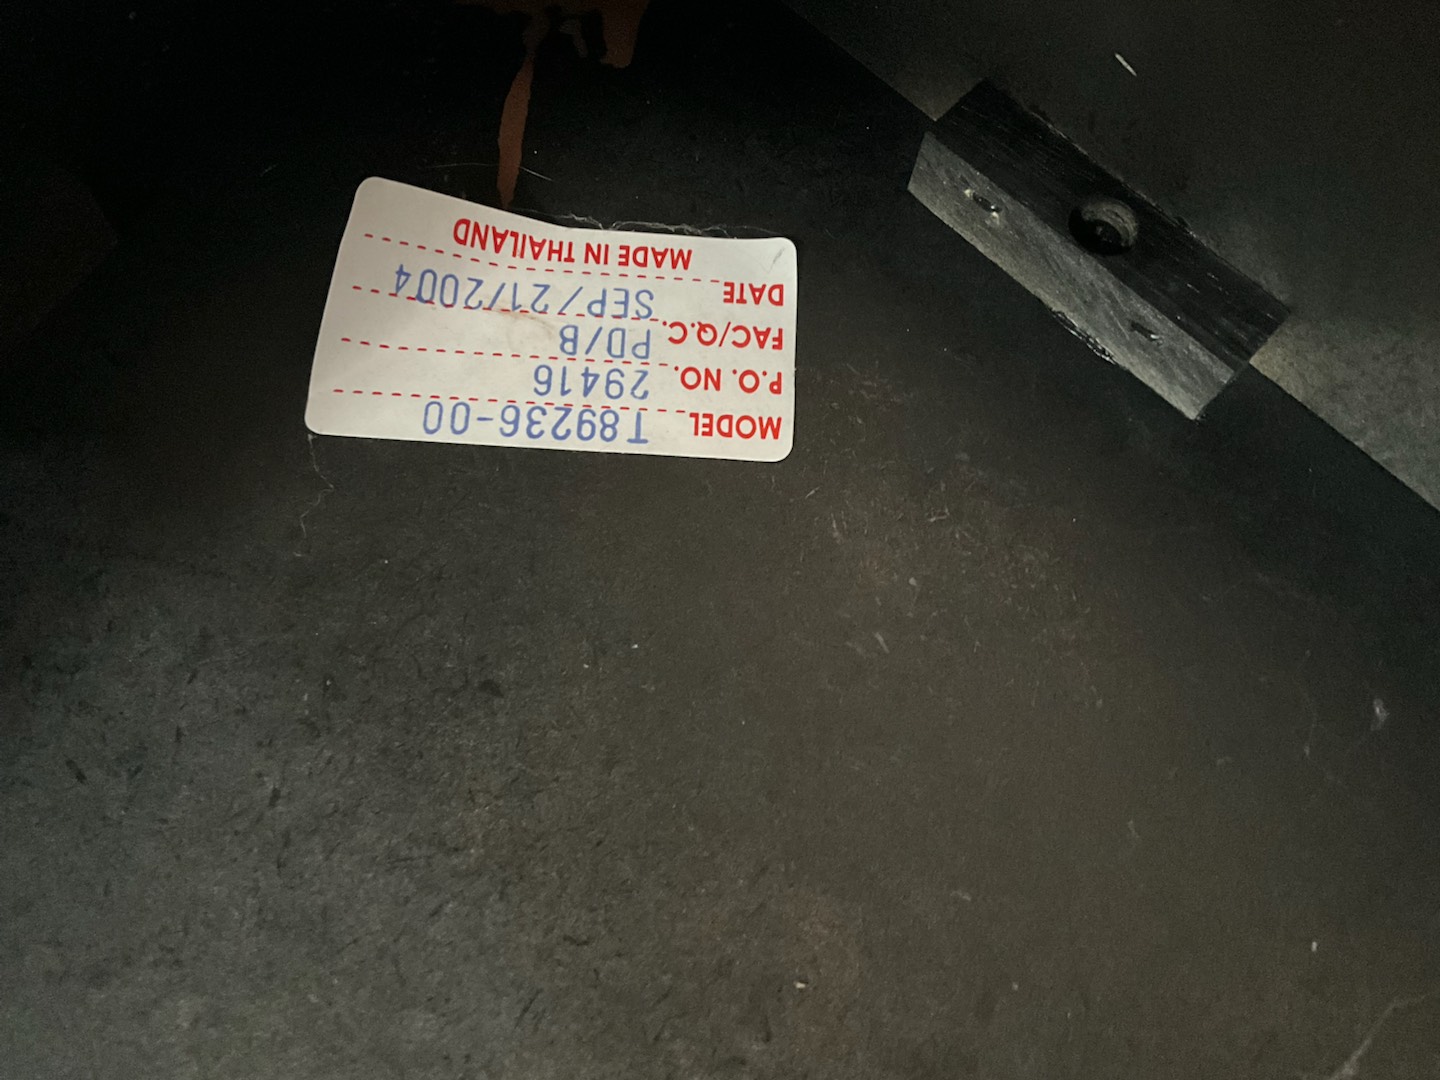 MODEL T89236-00
P.O. NO. 29416
FAC/Q.C. PD/B
DATE SEP/21/2004
MADE IN THAILAND